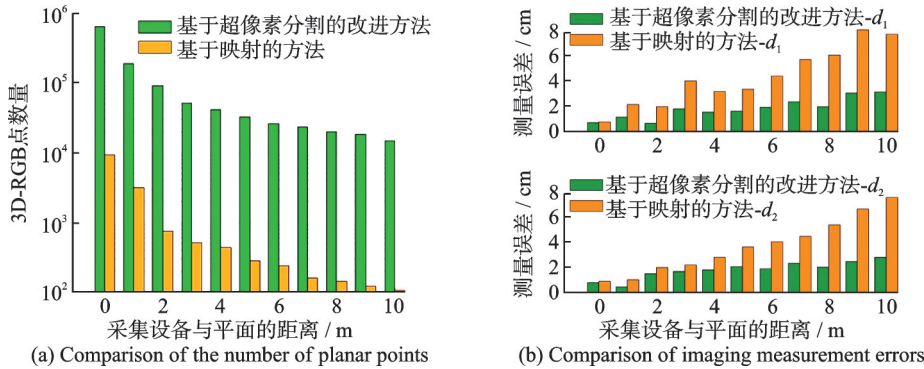 10⁶
10⁵
10⁴
10³
10²
3D-RGB点数量
基于超像素分割的改进方法
基于映射的方法
0 2 4 6 8 10
采集设备与平面的距离 / m
(a) Comparison of the number of planar points
测量误差 / cm
8
6
4
2
0
基于超像素分割的改进方法-d₁
基于映射的方法-d₁
0 2 4 6 8 10
测量误差 / cm
8
6
4
2
0
基于超像素分割的改进方法-d₂
基于映射的方法-d₂
0 2 4 6 8 10
采集设备与平面的距离 / m
(b) Comparison of imaging measurement errors